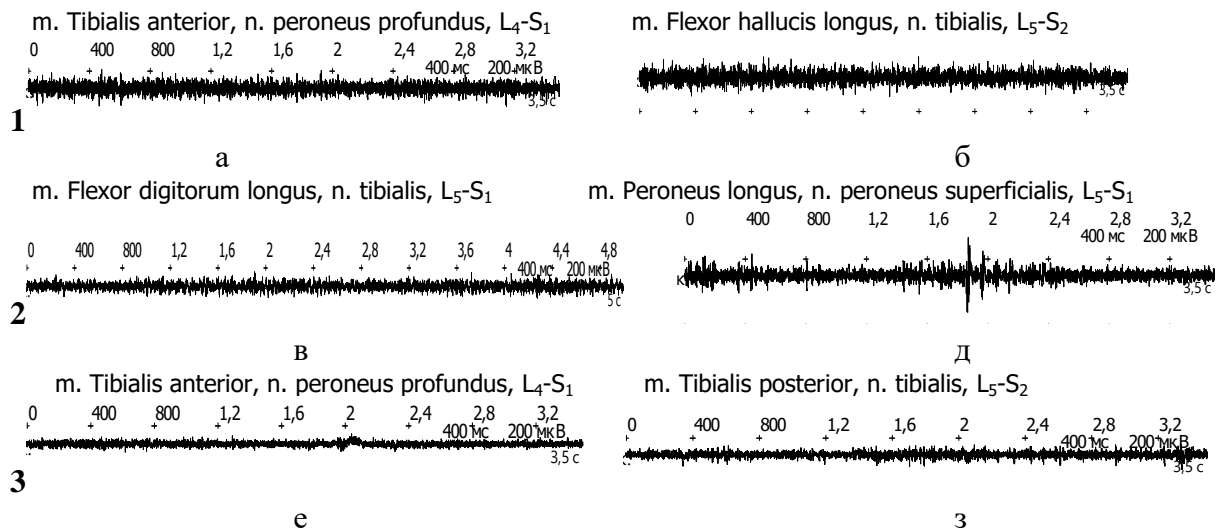 m. Tibialis anterior, n. peroneus profundus, L4-S1
0 400 800 1,2 1,6 2 2,4 2,8 3,2
400 мс 200 мкВ
3,5 с
m. Flexor hallucis longus, n. tibialis, L5-S2
3,5 с
1
а
б
m. Flexor digitorum longus, n. tibialis, L5-S1
0 400 800 1,2 1,6 2 2,4 2,8 3,2 3,6 4 4,4 4,8
400 мс 200 мкВ
5 с
m. Peroneus longus, n. peroneus superficialis, L5-S1
0 400 800 1,2 1,6 2 2,4 2,8 3,2
400 мс 200 мкВ
3,5 с
2
в
д
m. Tibialis anterior, n. peroneus profundus, L4-S1
0 400 800 1,2 1,6 2 2,4 2,8 3,2
400 мс 200 мкВ
3,5 с
m. Tibialis posterior, n. tibialis, L5-S2
0 400 800 1,2 1,6 2 2,4 2,8 3,2
400 мс 200 мкВ
3,5 с
3
е
з